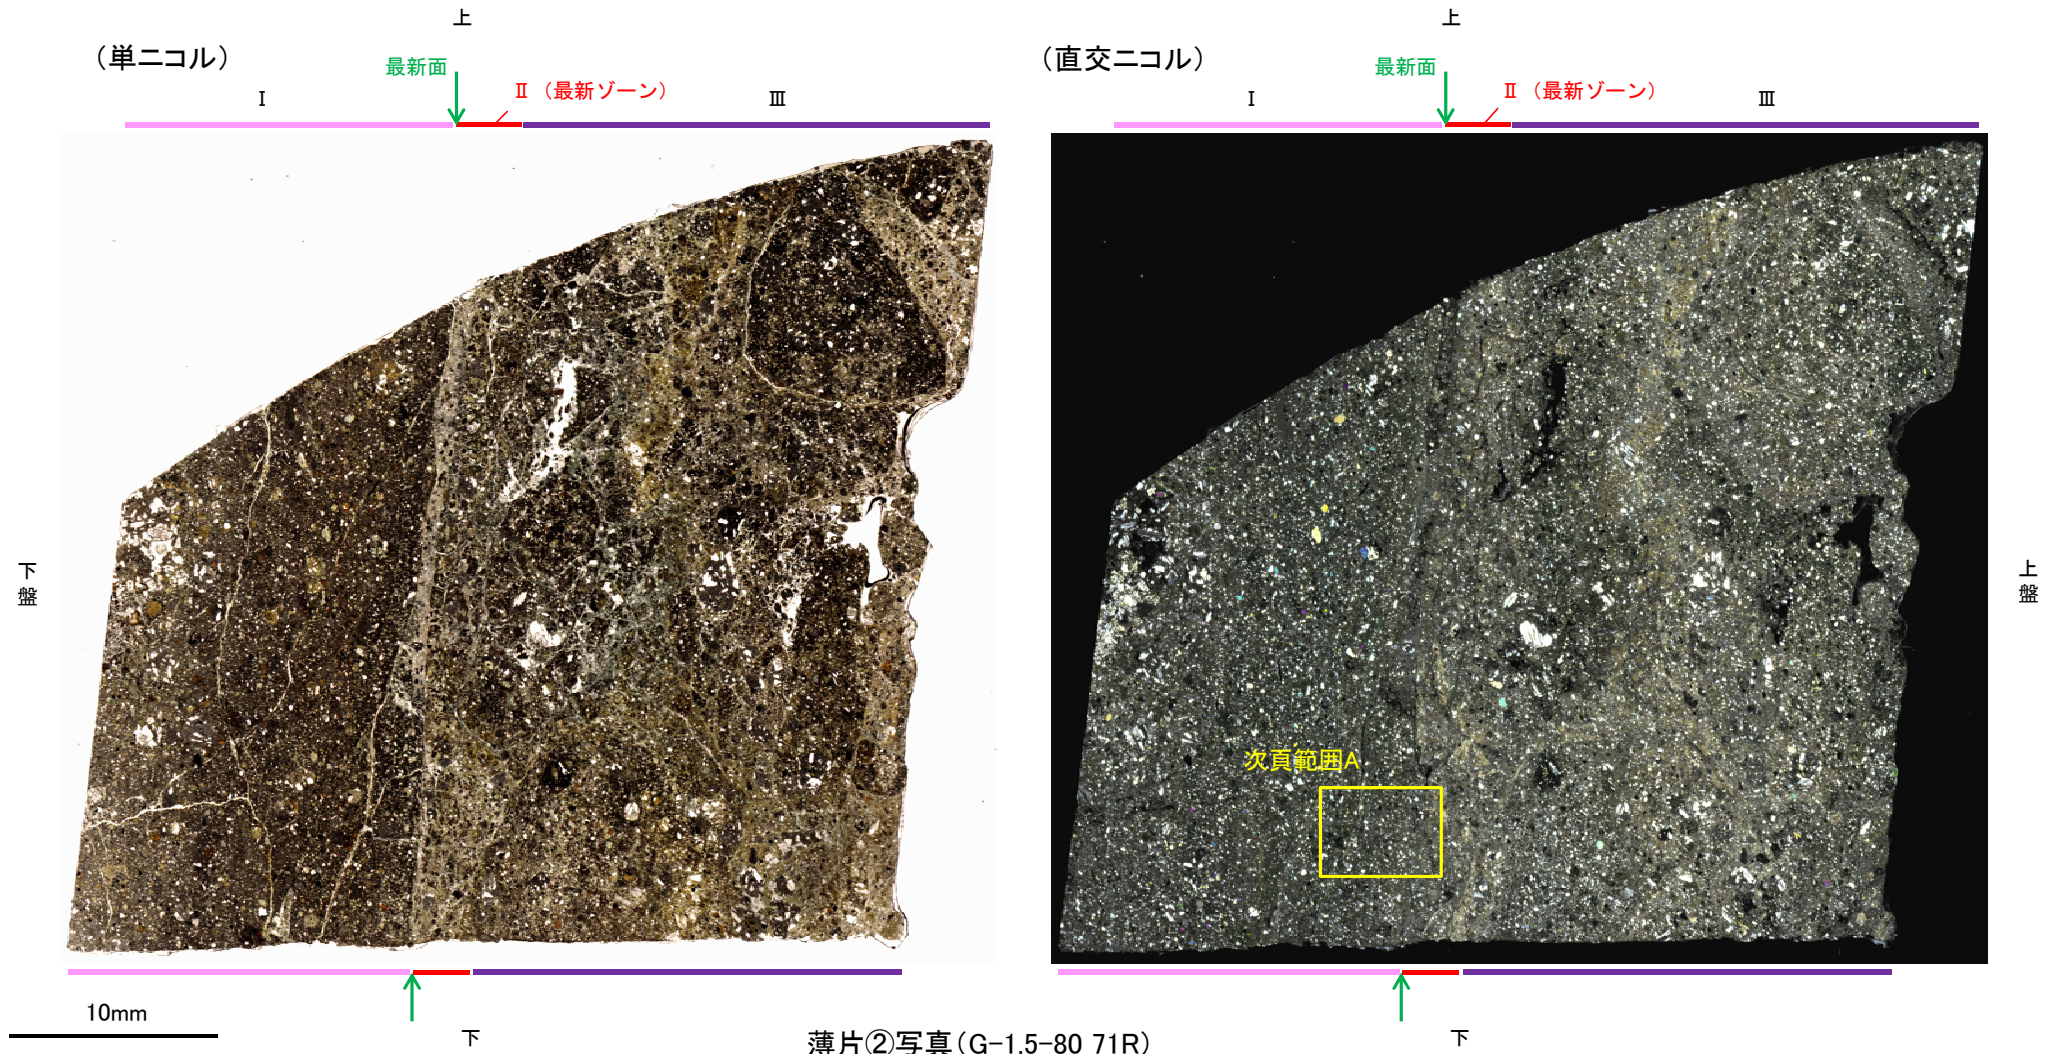 上
（単ニコル）
最新面
Ⅱ（最新ゾーン）
Ⅰ
Ⅲ
下盤
10mm
下
上
（直交ニコル）
最新面
Ⅱ（最新ゾーン）
Ⅰ
Ⅲ
次頁範囲A
上盤
下
薄片②写真（G-1.5-80 71R）